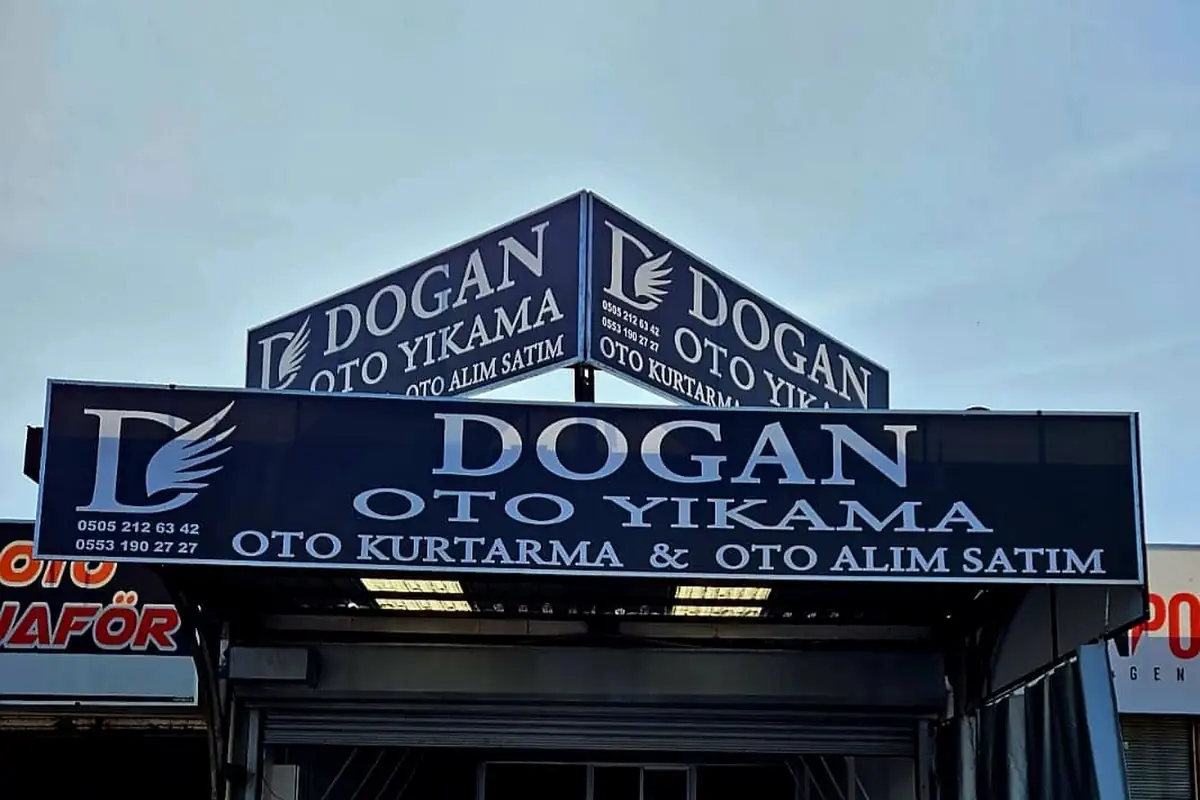 DOGAN
OTO YIKAMA
OTO ALIM SATIM
D DOGAN
0505 212 63 42
0553 190 27 27
OTO
OTO KURTARMA
D
DOGAN
OTO YIKAMA
0505 212 63 42
0553 190 27 27
OTO KURTARMA & OTO ALIM SATIM
OTO